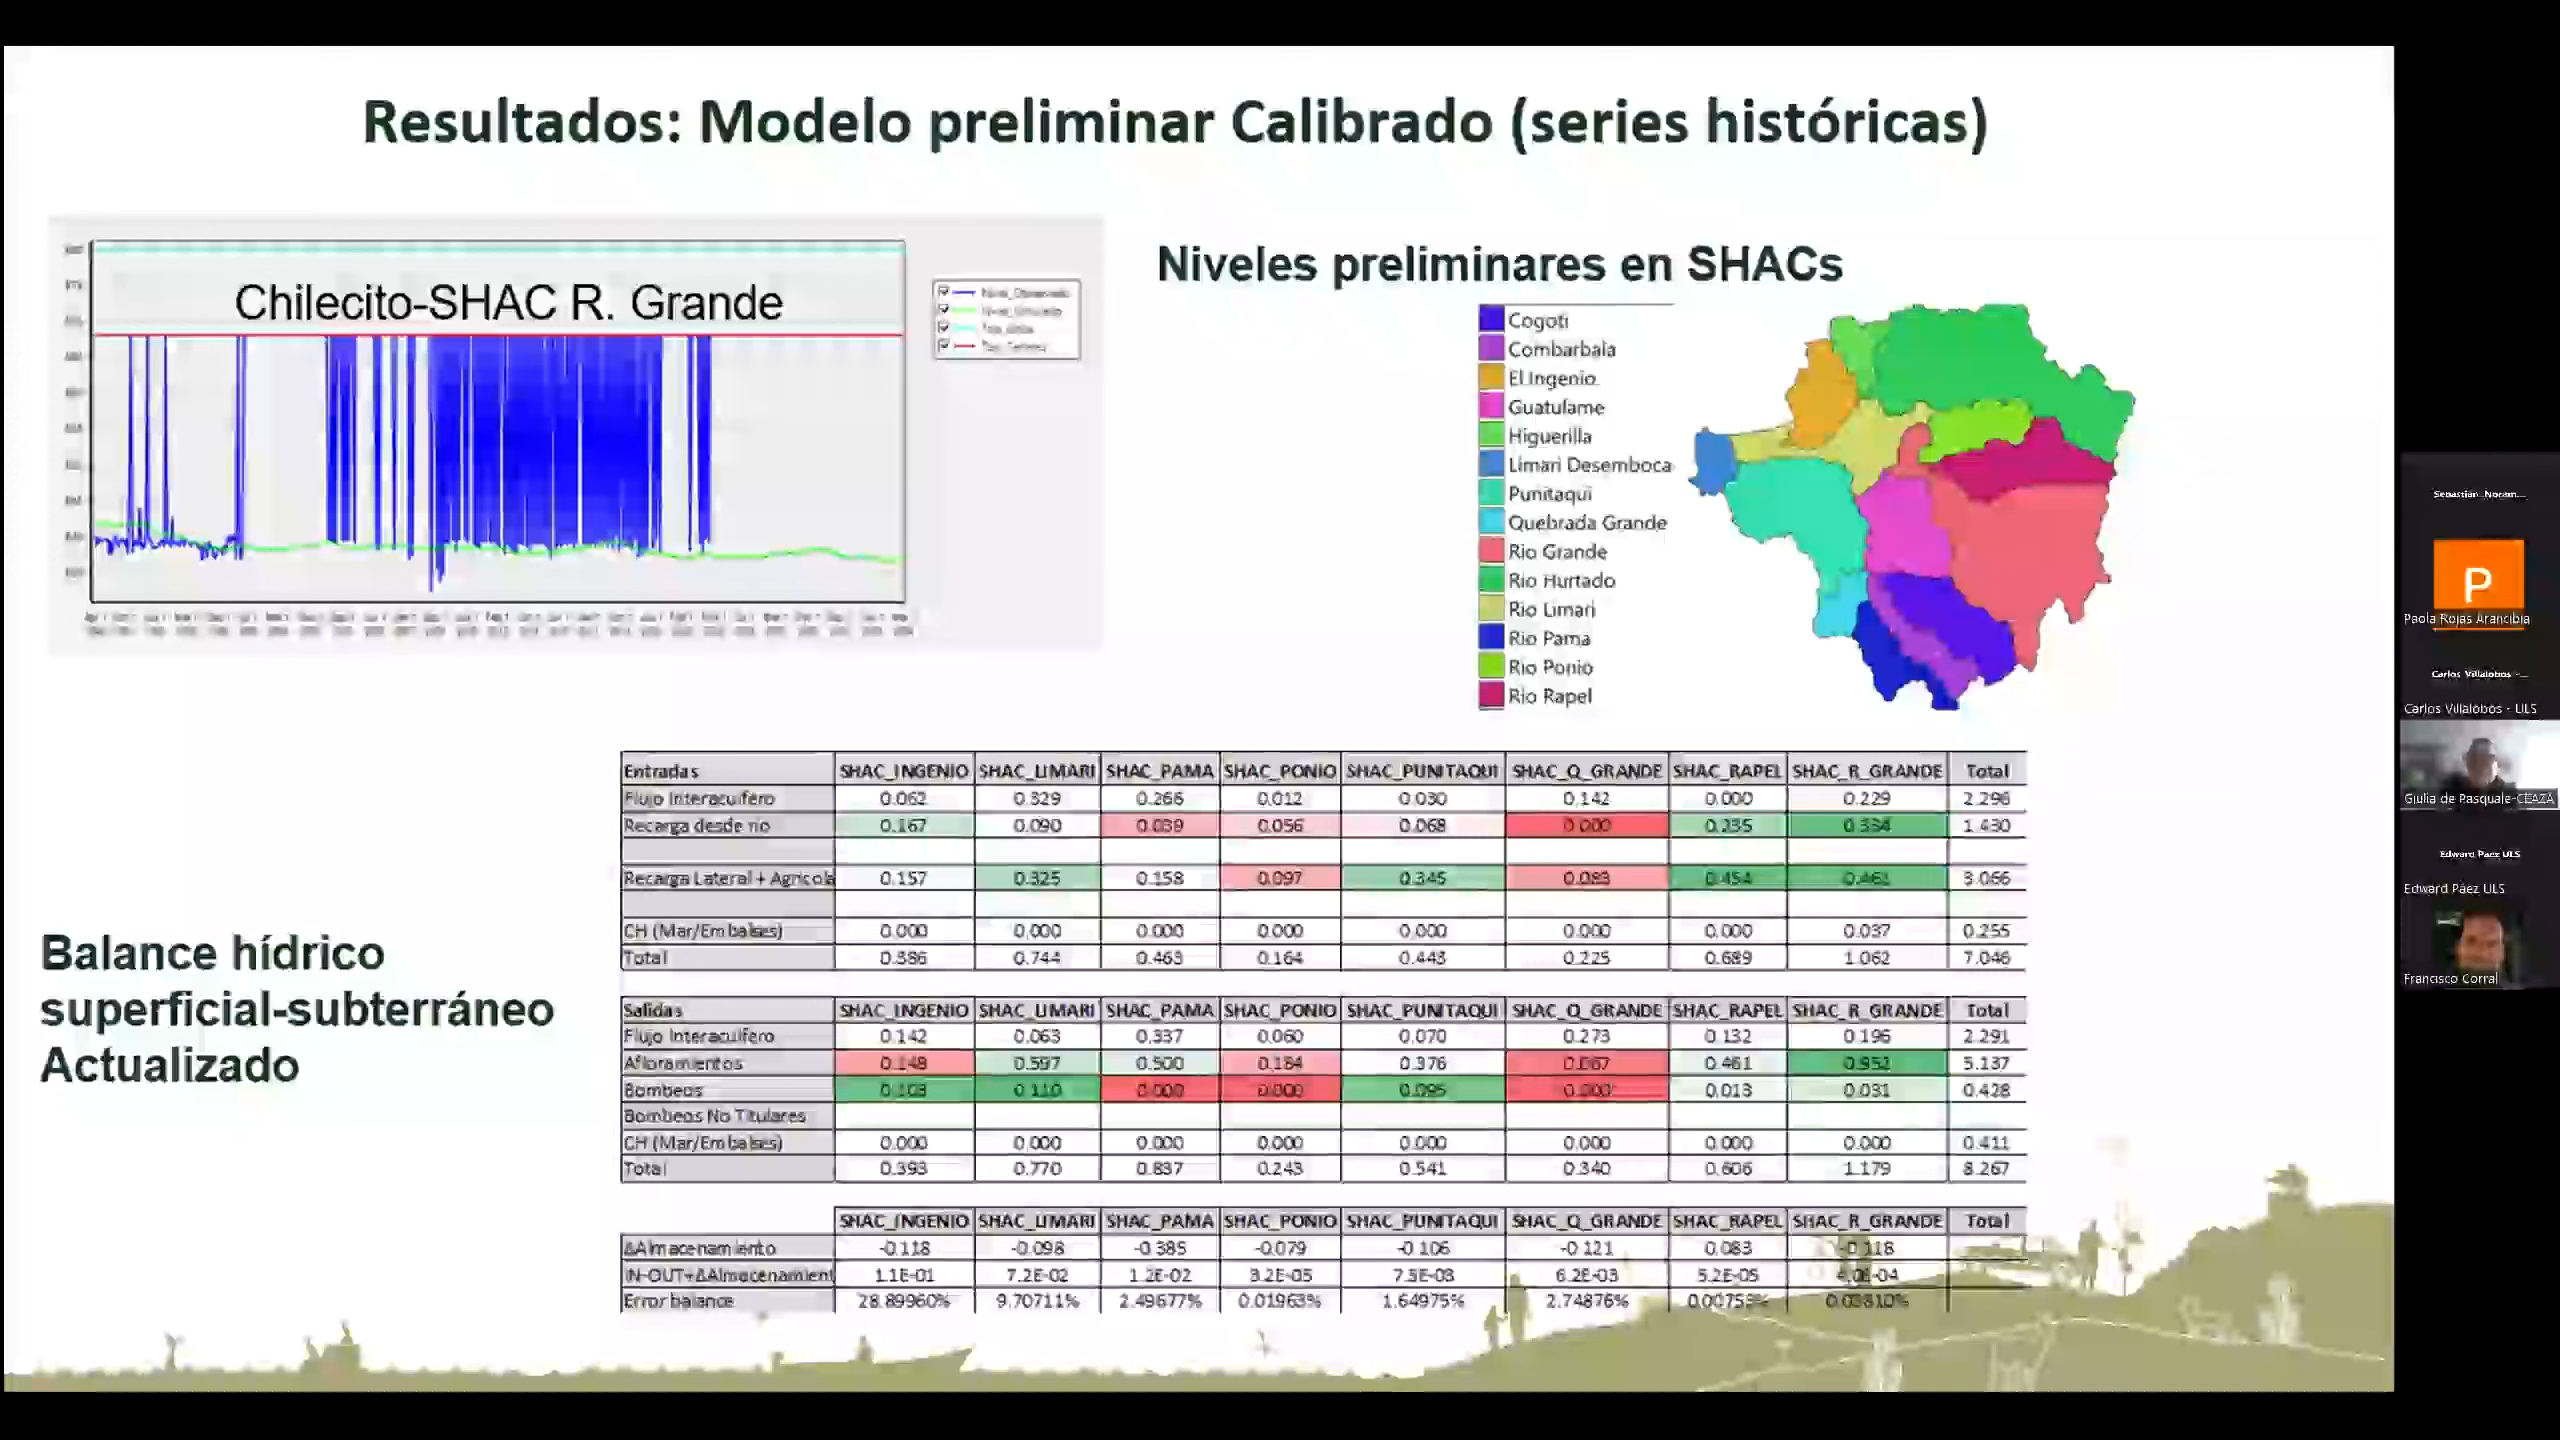 Resultados: Modelo preliminar Calibrado (series históricas)
Chilecito-SHAC R. Grande
Niveles preliminares en SHACs
Cogoti
Combarbala
El Ingenio
Guatulame
Higuerilla
Limari Desemboca
Punitaqui
Quebrada Grande
Rio Grande
Rio Hurtado
Rio Limari
Rio Pama
Rio Ponio
Rio Rapel
Balance hídrico
superficial-subterráneo
Actualizado
Entradas SHAC_INGENIO SHAC_LIMARI SHAC_PAMA SHAC_PONIO SHAC_PUNITAQUI SHAC_Q_GRANDE SHAC_RAPEL SHAC_R_GRANDE Total
Flujo Interacuífero 0.062 0.329 0.266 0.012 0.030 0.142 0.000 0.229 2.296
Recarga desde río 0.167 0.090 0.039 0.056 0.068 0.000 0.235 0.334 1.430
Recarga Lateral + Agrícola 0.157 0.325 0.158 0.097 0.345 0.083 0.454 0.461 3.066
CH (Mar/Embalses) 0.000 0.000 0.000 0.000 0.000 0.000 0.000 0.037 0.255
Total 0.386 0.744 0.463 0.164 0.443 0.225 0.689 1.062 7.046
Salidas SHAC_INGENIO SHAC_LIMARI SHAC_PAMA SHAC_PONIO SHAC_PUNITAQUI SHAC_Q_GRANDE SHAC_RAPEL SHAC_R_GRANDE Total
Flujo Interacuífero 0.142 0.063 0.337 0.060 0.070 0.273 0.132 0.196 2.291
Afloramientos 0.148 0.597 0.500 0.184 0.376 0.067 0.461 0.952 5.137
Bombeos 0.103 0.110 0.000 0.000 0.095 0.000 0.013 0.031 0.428
Bombeos No Titulares
CH (Mar/Embalses) 0.000 0.000 0.000 0.000 0.000 0.000 0.000 0.000 0.411
Total 0.393 0.770 0.837 0.243 0.541 0.340 0.606 1.179 8.267
SHAC_INGENIO SHAC_LIMARI SHAC_PAMA SHAC_PONIO SHAC_PUNITAQUI SHAC_Q_GRANDE SHAC_RAPEL SHAC_R_GRANDE Total
ΔAlmacenamiento -0.118 -0.098 -0.385 -0.079 -0.106 -0.121 0.083 -0.118
IN-OUT+ΔAlmacenamient 1.1E-01 7.2E-02 1.2E-02 3.2E-05 7.3E-03 6.2E-03 5.2E-05 4.0E-04
Error balance 28.89960% 9.70711% 2.49677% 0.01963% 1.64975% 2.74876% 0.03810%
Sebastian_Noram...
P
Paola Rojas Arancibia
Carlos Villalobos -...
Carlos Villalobos - ULS
Giulia de Pasquale-CEAZA
Edward Paez ULS
Edward Páez ULS
Francisco Corral